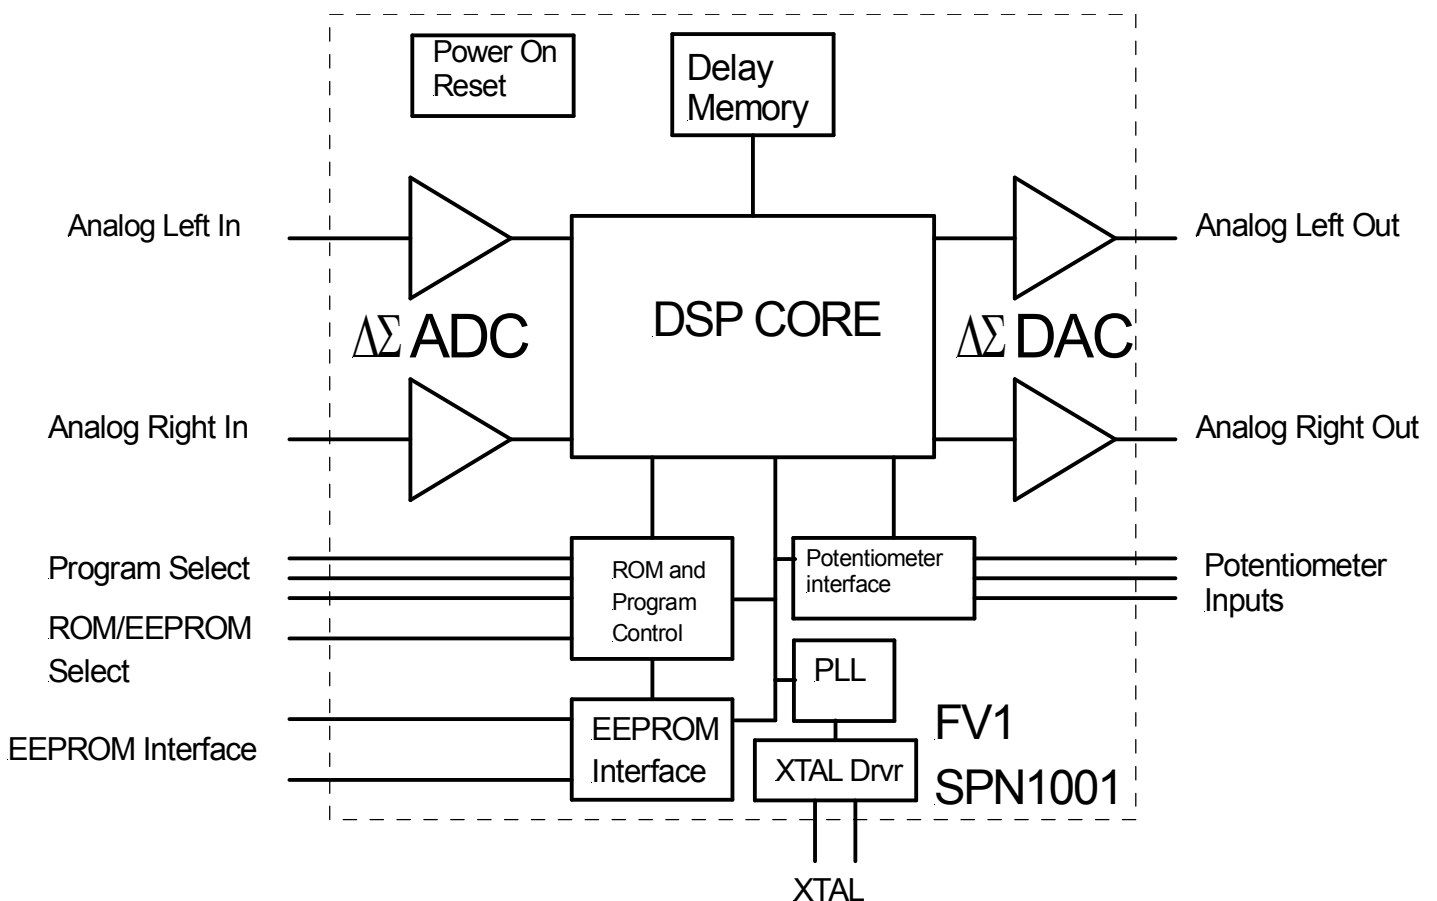 Power On
Reset
Delay
Memory
Analog Left In
Analog Left Out
DSP CORE
ΔΣ ADC
ΔΣ DAC
Analog Right In
Analog Right Out
Program Select
ROM/EEPROM
Select
ROM and
Program
Control
Potentiometer
interface
Potentiometer
Inputs
PLL
EEPROM Interface
EEPROM
Interface
XTAL Drvr
FV1
SPN1001
XTAL